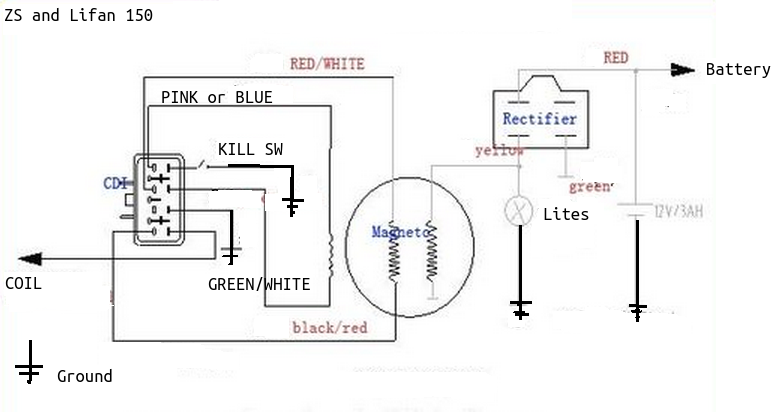 ZS and Lifan 150
RED/WHITE
RED
Battery
PINK or BLUE
Rectifier
KILL SW
yellow
CDI
green
Lites
12V/3AH
Magneto
COIL
GREEN/WHITE
black/red
Ground